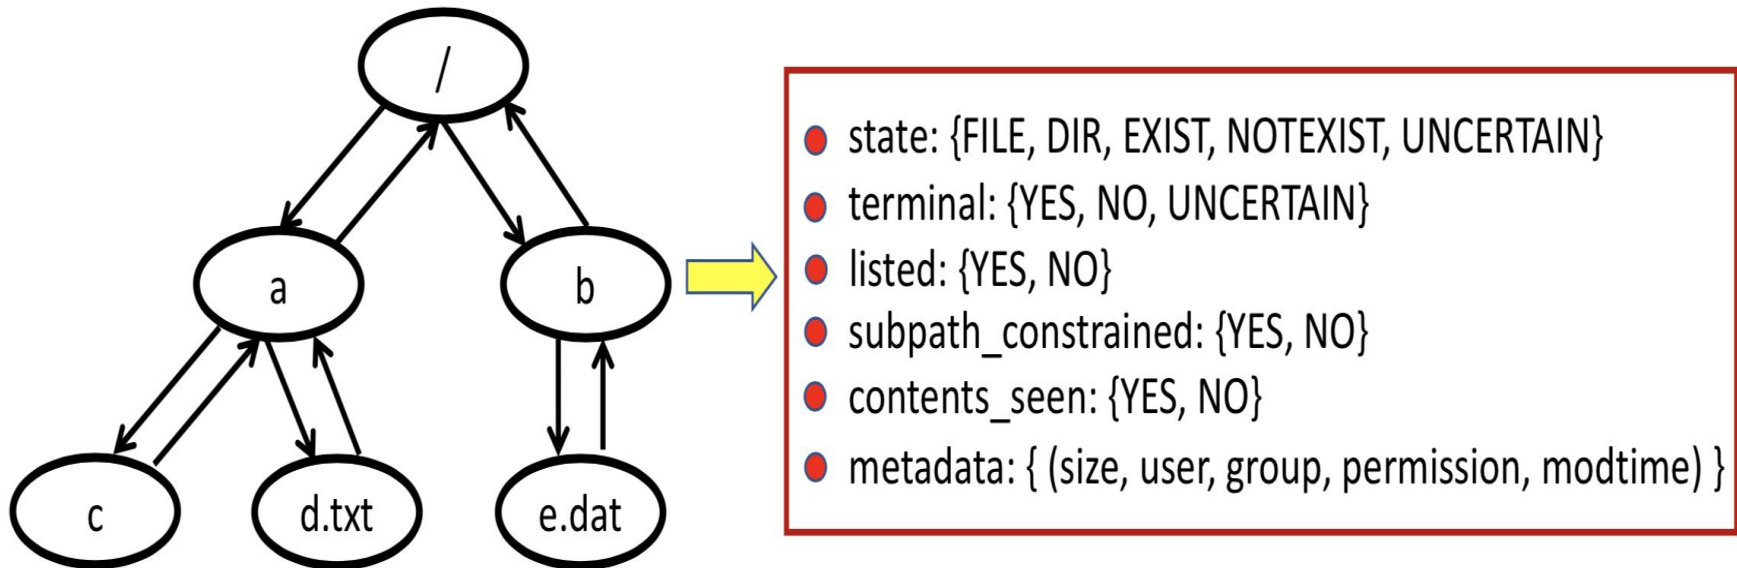 /
a
b
c
d.txt
e.dat
state: {FILE, DIR, EXIST, NOTEXIST, UNCERTAIN}
terminal: {YES, NO, UNCERTAIN}
listed: {YES, NO}
subpath_constrained: {YES, NO}
contents_seen: {YES, NO}
metadata: { (size, user, group, permission, modtime) }